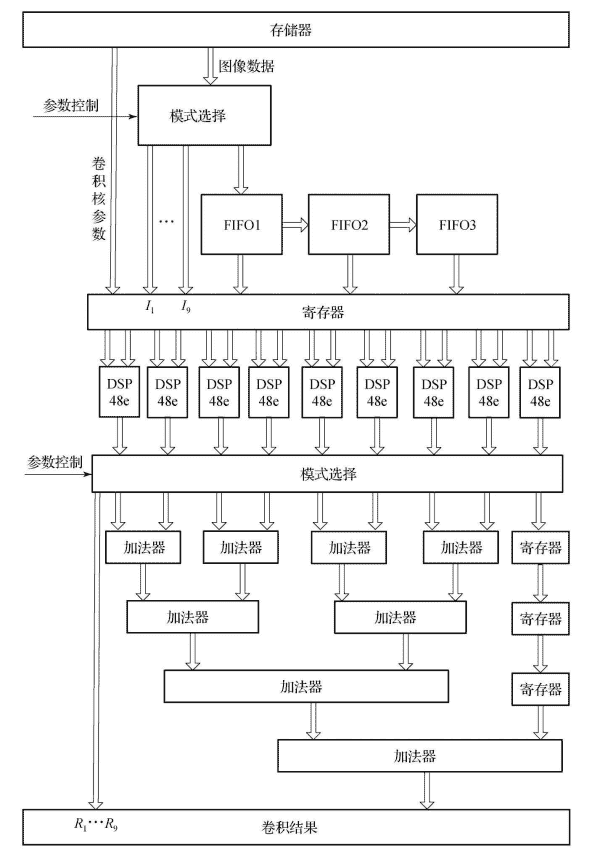 存储器
图像数据
参数控制
模式选择
卷积核参数
...
FIFO1
FIFO2
FIFO3
I1
I9
寄存器
DSP
48e
DSP
48e
DSP
48e
DSP
48e
DSP
48e
DSP
48e
DSP
48e
DSP
48e
DSP
48e
参数控制
模式选择
加法器
加法器
加法器
加法器
寄存器
加法器
加法器
寄存器
加法器
寄存器
加法器
R1…R9
卷积结果